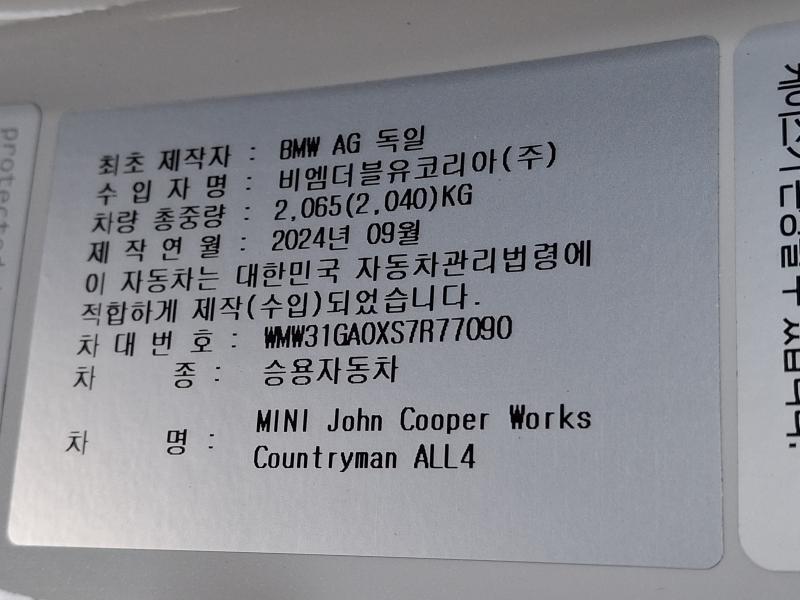 최초 제작자 : BMW AG 독일
수 입 자 명 : 비엠더블유코리아(주)
차량 총중량 : 2,065(2,040)KG
제 작 연 월 : 2024년 09월
이 자동차는 대한민국 자동차관리법령에
적합하게 제작(수입)되었습니다.
차 대 번 호 : WMW31GA0XS7R77090
차 종 : 승용자동차
차 명 : MINI John Cooper Works
Countryman ALL4
protected